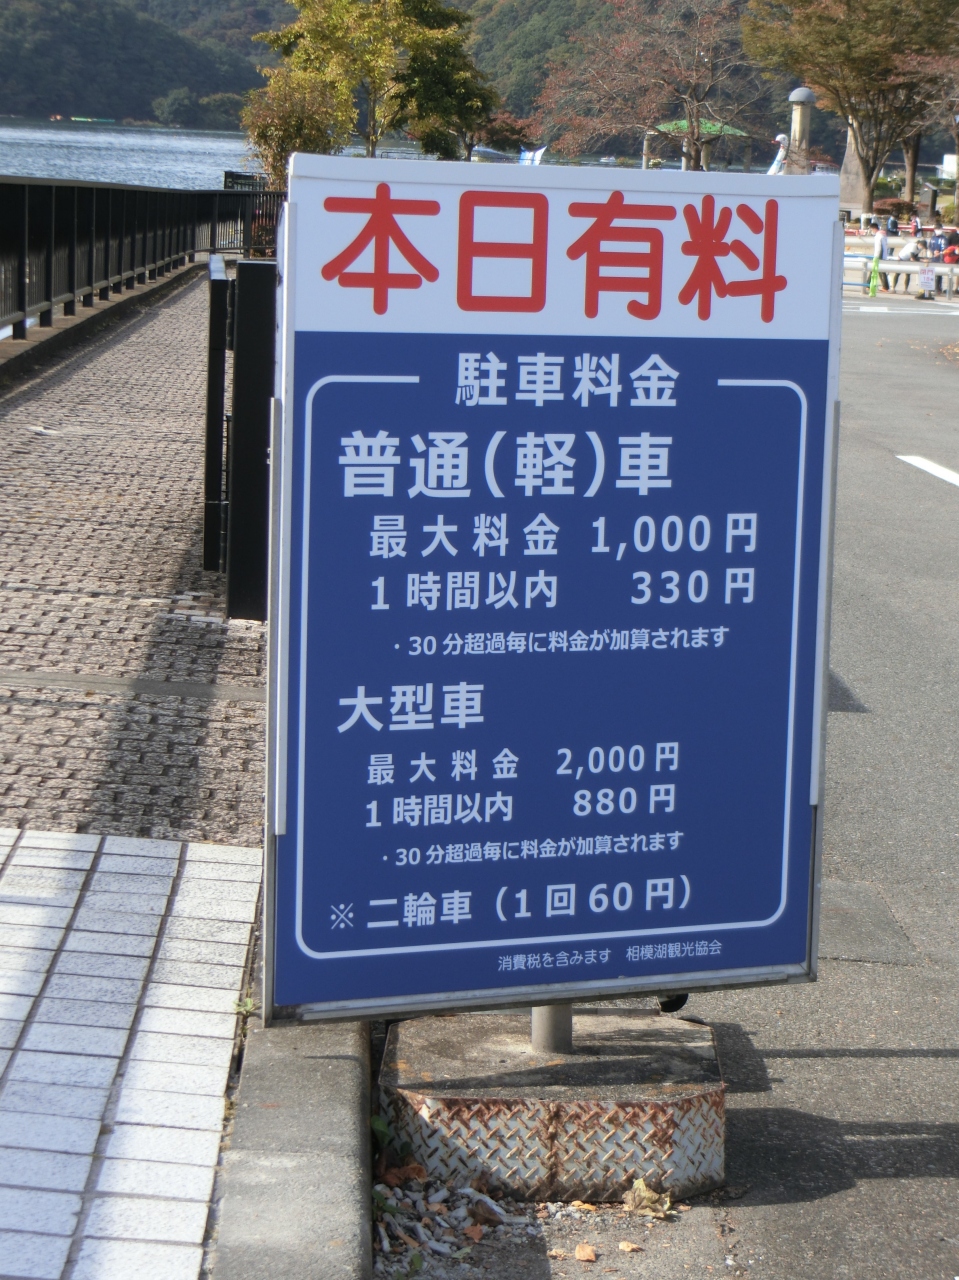 本日有料
駐車料金
普通(軽)車
最大料金 1,000円
1時間以内 330円
・30分超過毎に料金が加算されます
大型車
最大料金 2,000円
1時間以内 880円
・30分超過毎に料金が加算されます
※二輪車(1回60円)
消費税を含みます 相模湖観光協会